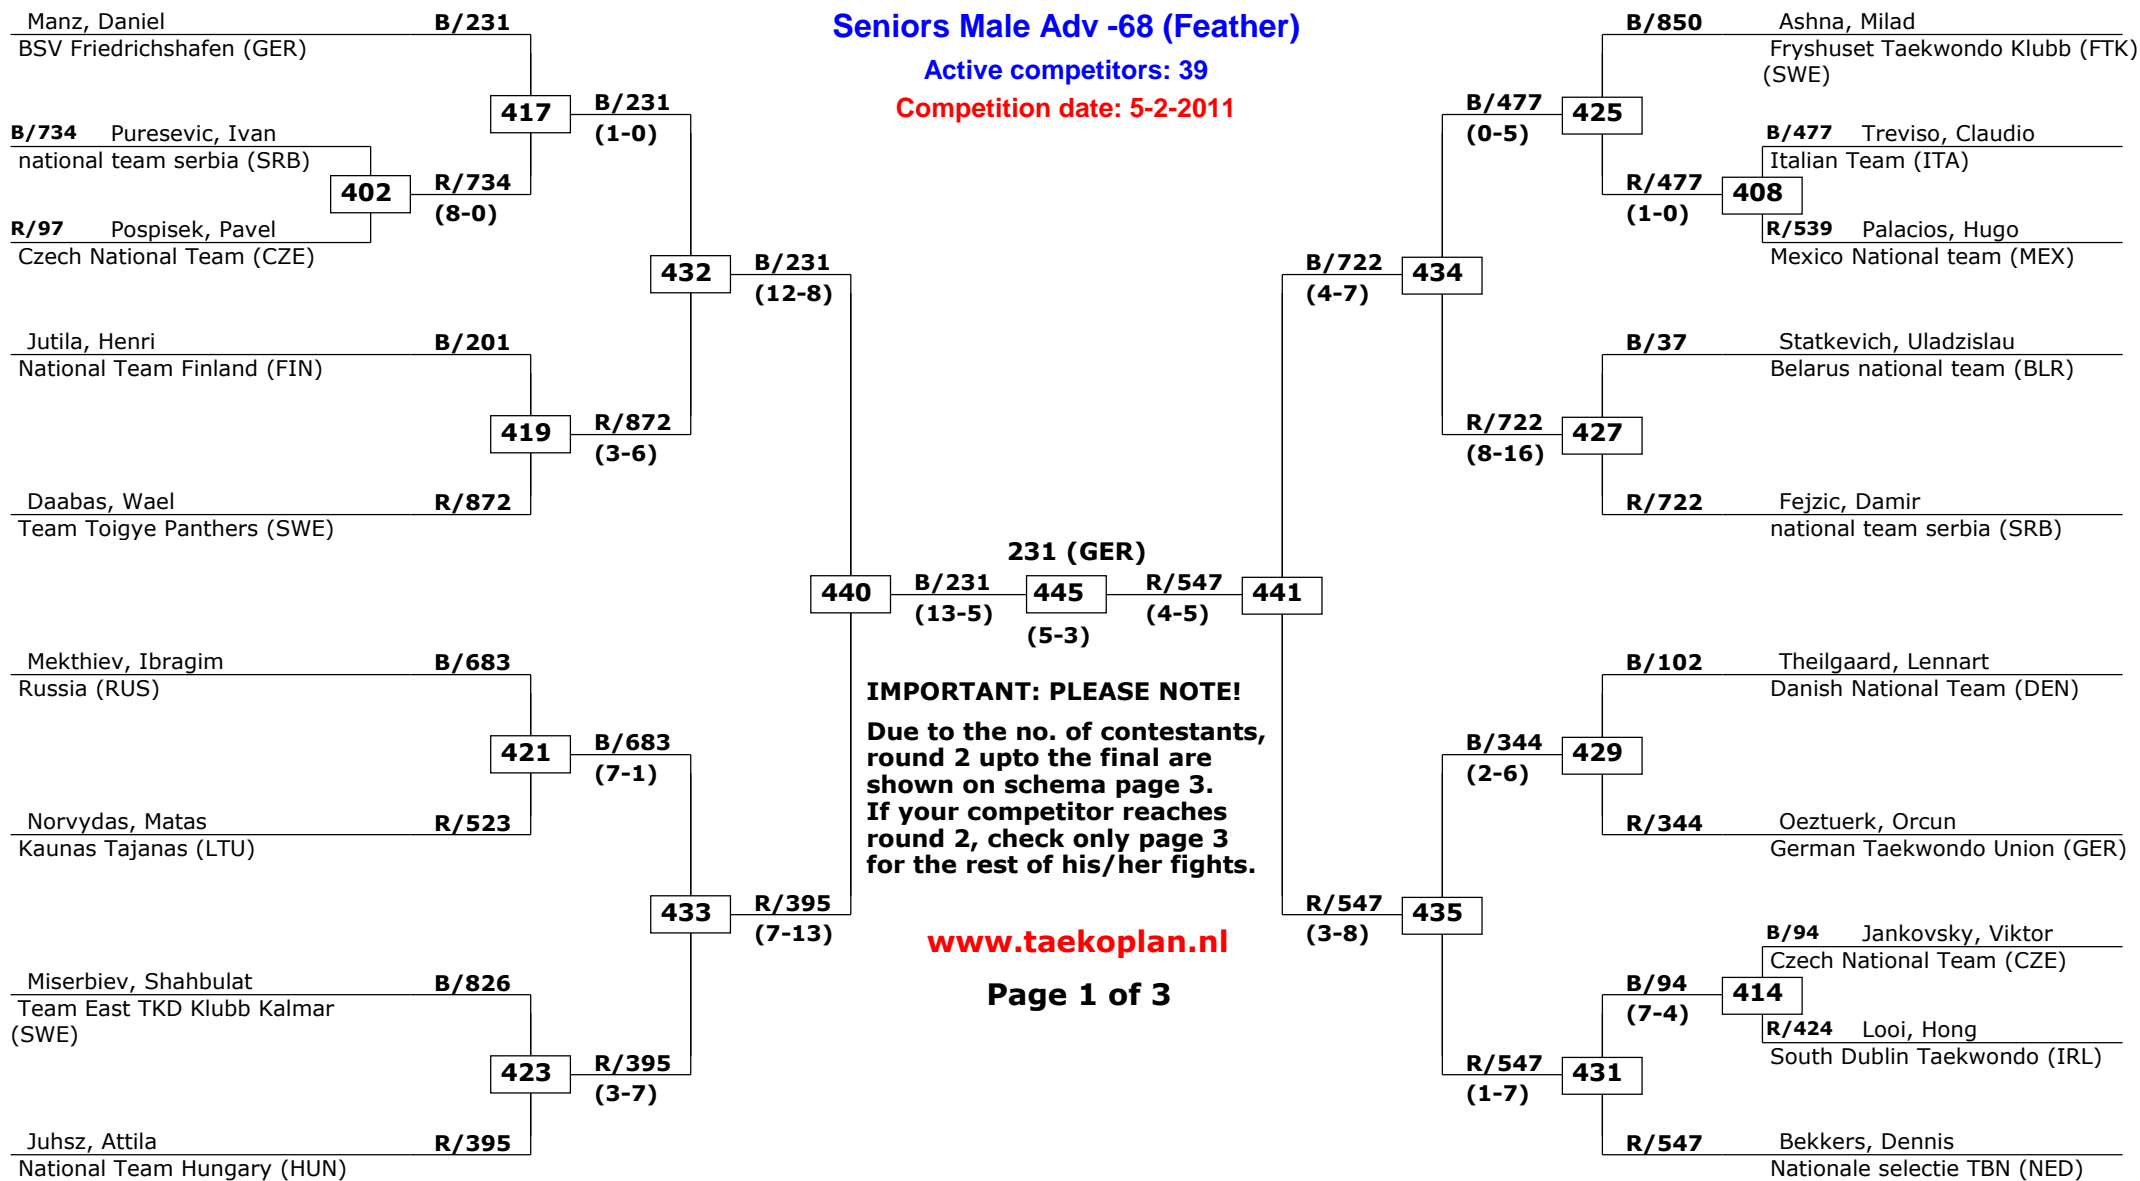 Seniors Male Adv -68 (Feather)
Active competitors: 39
Competition date: 5-2-2011
Manz, Daniel B/231
BSV Friedrichshafen (GER)
417
B/231
(1-0)
B/734 Puresevic, Ivan
national team serbia (SRB)
402
R/734
(8-0)
R/97 Pospisek, Pavel
Czech National Team (CZE)
432
B/231
(12-8)
Jutila, Henri B/201
National Team Finland (FIN)
419
R/872
(3-6)
Daabas, Wael R/872
Team Toigye Panthers (SWE)
440
B/231
(13-5)
231 (GER)
445
(5-3)
R/547
(4-5)
441
Mekthiev, Ibragim B/683
Russia (RUS)
421
B/683
(7-1)
Norvydas, Matas R/523
Kaunas Tajanas (LTU)
433
R/395
(7-13)
Miserbiev, Shahbulat B/826
Team East TKD Klubb Kalmar
(SWE)
423
R/395
(3-7)
Juhsz, Attila R/395
National Team Hungary (HUN)
IMPORTANT: PLEASE NOTE!
Due to the no. of contestants,
round 2 upto the final are
shown on schema page 3.
If your competitor reaches
round 2, check only page 3
for the rest of his/her fights.
www.taekoplan.nl
Page 1 of 3
B/850 Ashna, Milad
Fryshuset Taekwondo Klubb (FTK)
(SWE)
B/477
(0-5)
425
B/477 Treviso, Claudio
Italian Team (ITA)
R/477
(1-0)
408
R/539 Palacios, Hugo
Mexico National team (MEX)
B/722
(4-7)
434
B/37 Statkevich, Uladzislau
Belarus national team (BLR)
R/722
(8-16)
427
R/722 Fejzic, Damir
national team serbia (SRB)
B/102 Theilgaard, Lennart
Danish National Team (DEN)
B/344
(2-6)
429
R/344 Oeztuerk, Orcun
German Taekwondo Union (GER)
R/547
(3-8)
435
B/94 Jankovsky, Viktor
Czech National Team (CZE)
B/94
(7-4)
414
R/424 Looi, Hong
South Dublin Taekwondo (IRL)
R/547
(1-7)
431
R/547 Bekkers, Dennis
Nationale selectie TBN (NED)